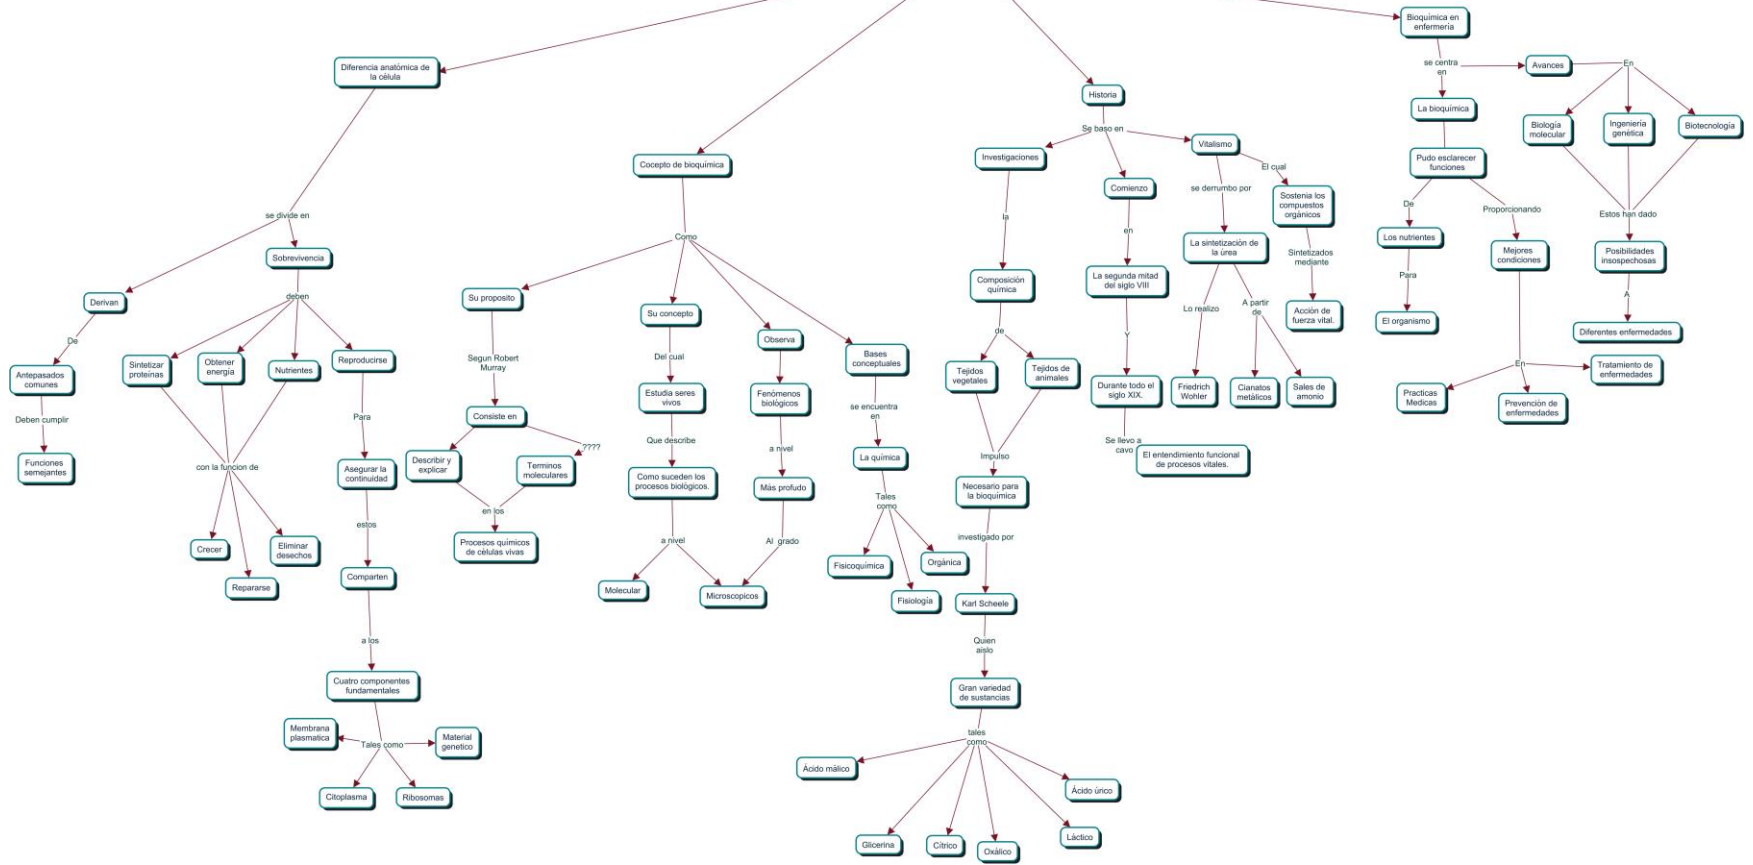 Bioquímica en
enfermería
se centra
en
Avances
En
La bioquímica
Biología
molecular
Ingeniería
genética
Biotecnología
Pudo esclarecer
funciones
De
Proporcionando
Estos han dado
Los nutrientes
Mejores
condiciones
Posibilidades
insospechosas
Para
A
El organismo
Diferentes enfermedades
En
Practicas
Medicas
Prevención de
enfermedades
Tratamiento de
enfermedades
Diferencia anatómica de
la célula
se divide en
Sobrevivencia
Derivan
De
Antepasados
comunes
Deben cumplir
Funciones
semejantes
deben
Sintetizar
proteínas
Obtener
energía
Nutrientes
Reproducirse
con la funcion de
Crecer
Repararse
Eliminar
desechos
Para
Asegurar la
continuidad
estos
Comparten
a los
Cuatro componentes
fundamentales
Tales como
Membrana
plasmatica
Material
genetico
Citoplasma
Ribosomas
Cocepto de bioquímica
Como
Su proposito
Segun Robert
Murray
Consiste en
????
Describir y
explicar
Terminos
moleculares
en los
Procesos químicos
de células vivas
Su concepto
Del cual
Estudia seres
vivos
Que describe
Como suceden los
procesos biológicos.
a nivel
Molecular
Microscopicos
Observa
Fenómenos
biológicos
a nivel
Más profudo
Al grado
Bases
conceptuales
se encuentra
en
La química
Tales
como
Fisicoquímica
Fisiología
Orgánica
Historia
Se baso en
Investigaciones
la
Composición
química
de
Tejidos
vegetales
Tejidos de
animales
Impulso
Necesario para
la bioquímica
investigado por
Karl Scheele
Quien
aislo
Gran variedad
de sustancias
tales
como
Ácido málico
Glicerina
Cítrico
Oxálico
Láctico
Ácido úrico
Comienzo
en
La segunda mitad
del siglo VIII
Y
Durante todo el
siglo XIX.
Se llevo a
cavo
El entendimiento funcional
de procesos vitales.
Vitalismo
se derrumbo por
El cual
La sintetización de
la úrea
Lo realizo
A partir
de
Friedrich
Wohler
Cianatos
metálicos
Sales de
amonio
Sostenia los
compuestos
orgánicos
Sintetizados
mediante
Acción de
fuerza vital.